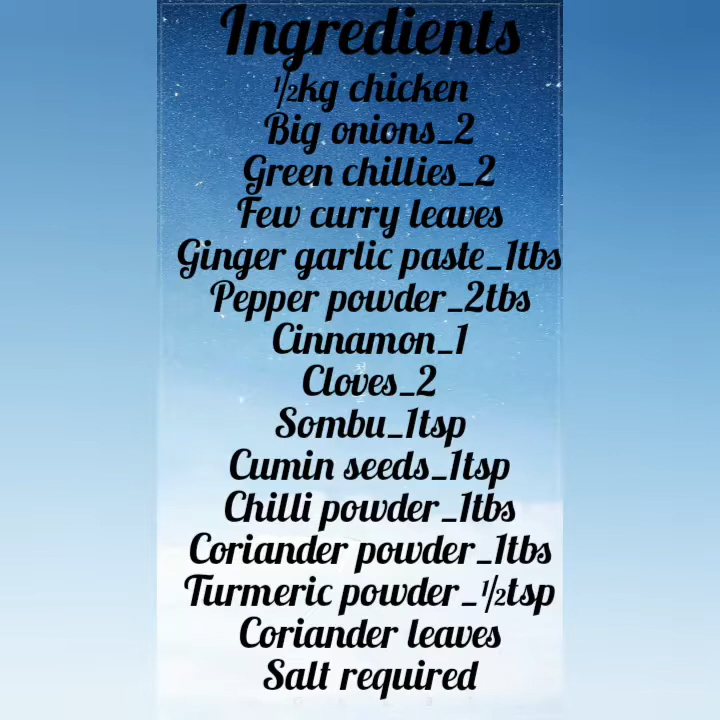 Ingredients
½kg chicken
Big onions_2
Green chillies_2
Few curry leaves
Ginger garlic paste_1tbs
Pepper powder_2tbs
Cinnamon_1
Cloves_2
Sombu_1tsp
Cumin seeds_1tsp
Chilli powder_1tbs
Coriander powder_1tbs
Turmeric powder_½tsp
Coriander leaves
Salt required